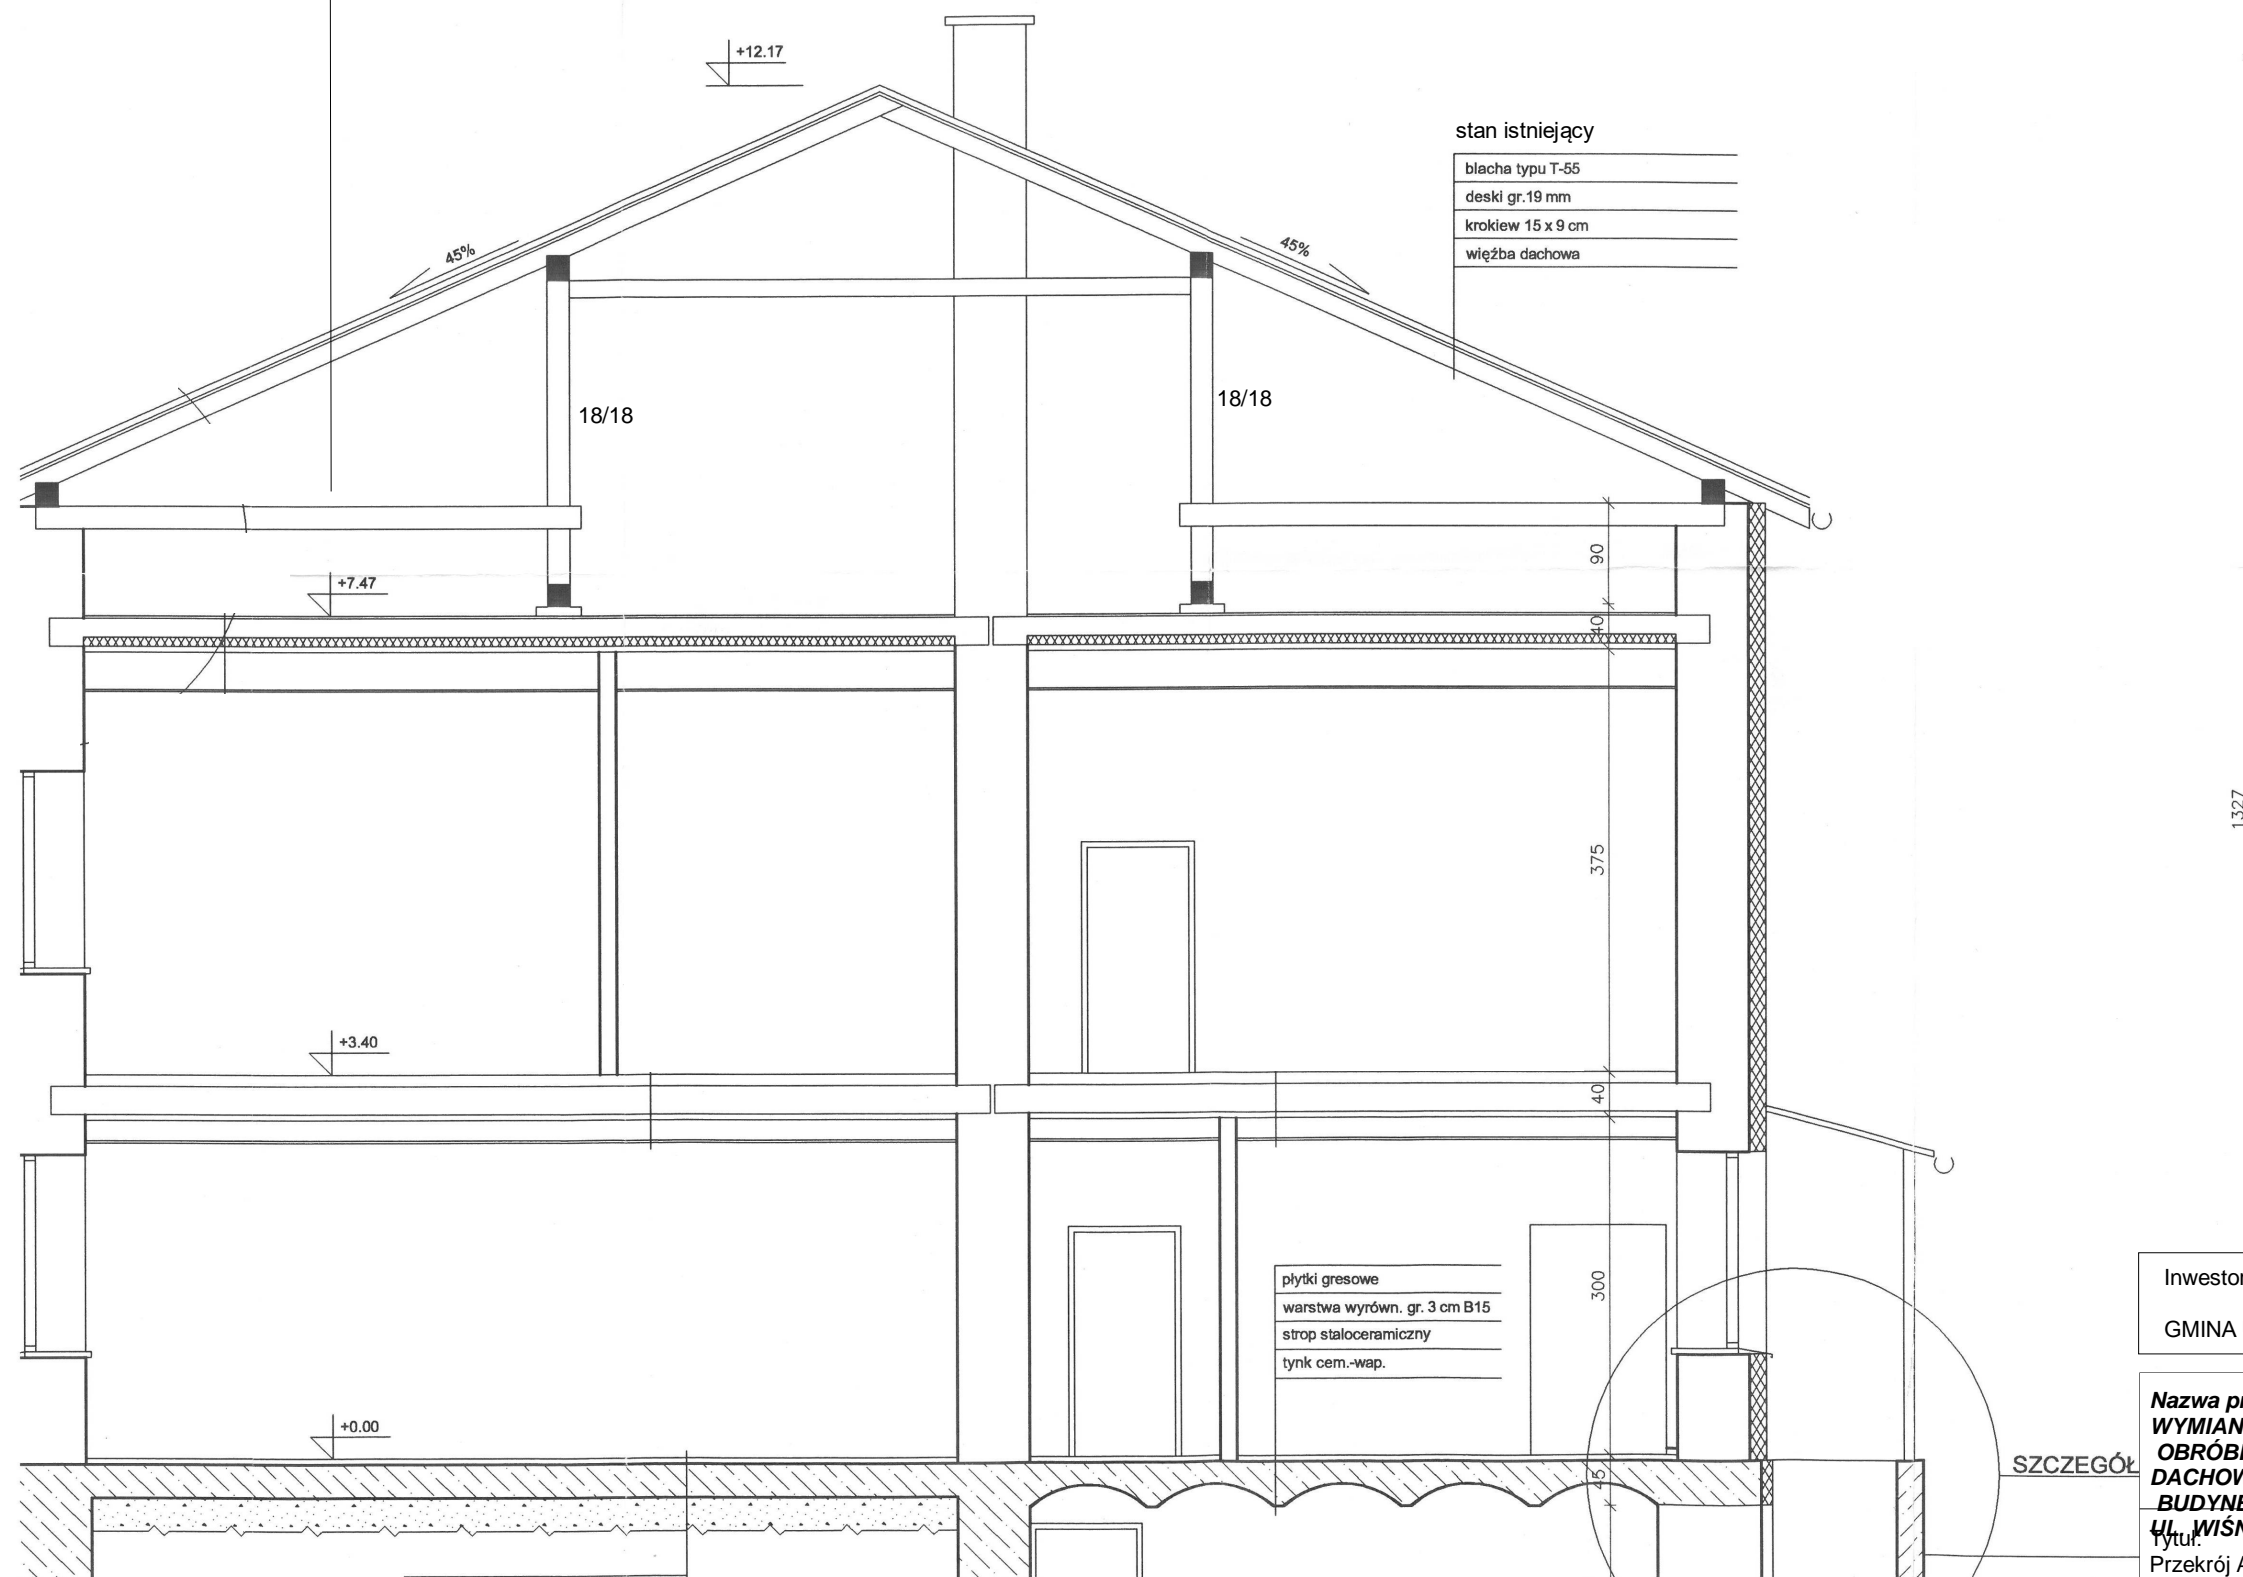 +12.17
stan istniejący
blacha typu T-55
deski gr.19 mm
krokiew 15 x 9 cm
więźba dachowa
45%
45%
18/18
18/18
90
+7.47
40
375
1327
+3.40
40
płytki gresowe
warstwa wyrówn. gr. 3 cm B15
strop staloceramiczny
tynk cem.-wap.
300
Inwestor
GMINA
+0.00
45
SZCZEGÓŁ
Nazwa pr
WYMIAN
OBRÓBK
DACHOW
BUDYNE
UL. WIŚN
Tytuł:
Przekrój A